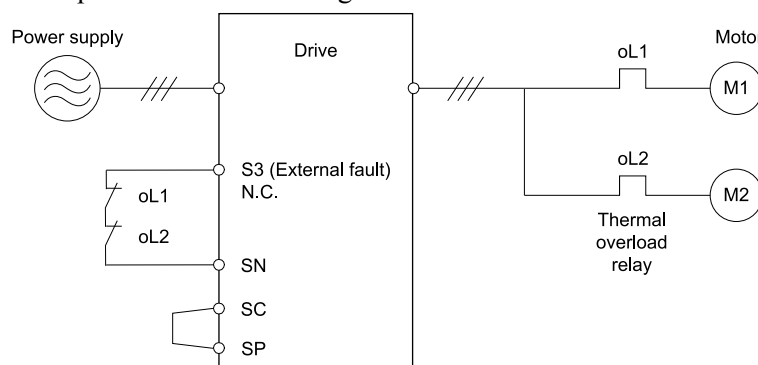 Power supply
Drive
oL1
Motor
M1
S3 (External fault)
N.C.
oL1
oL2
SN
SC
SP
oL2
M2
Thermal
overload
relay